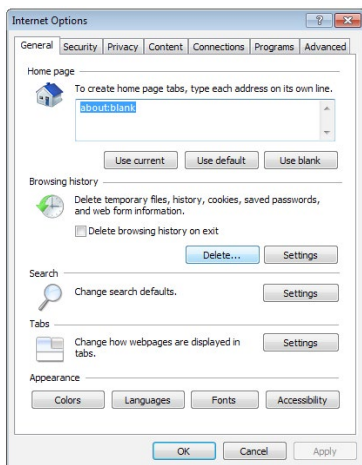 Internet Options
General Security Privacy Content Connections Programs Advanced
Home page
To create home page tabs, type each address on its own line.
about:blank
Use current Use default Use blank
Browsing history
Delete temporary files, history, cookies, saved passwords,
and web form information.
Delete browsing history on exit
Delete... Settings
Search
Change search defaults. Settings
Tabs
Change how webpages are displayed in
tabs.
Settings
Appearance
Colors Languages Fonts Accessibility
OK Cancel Apply